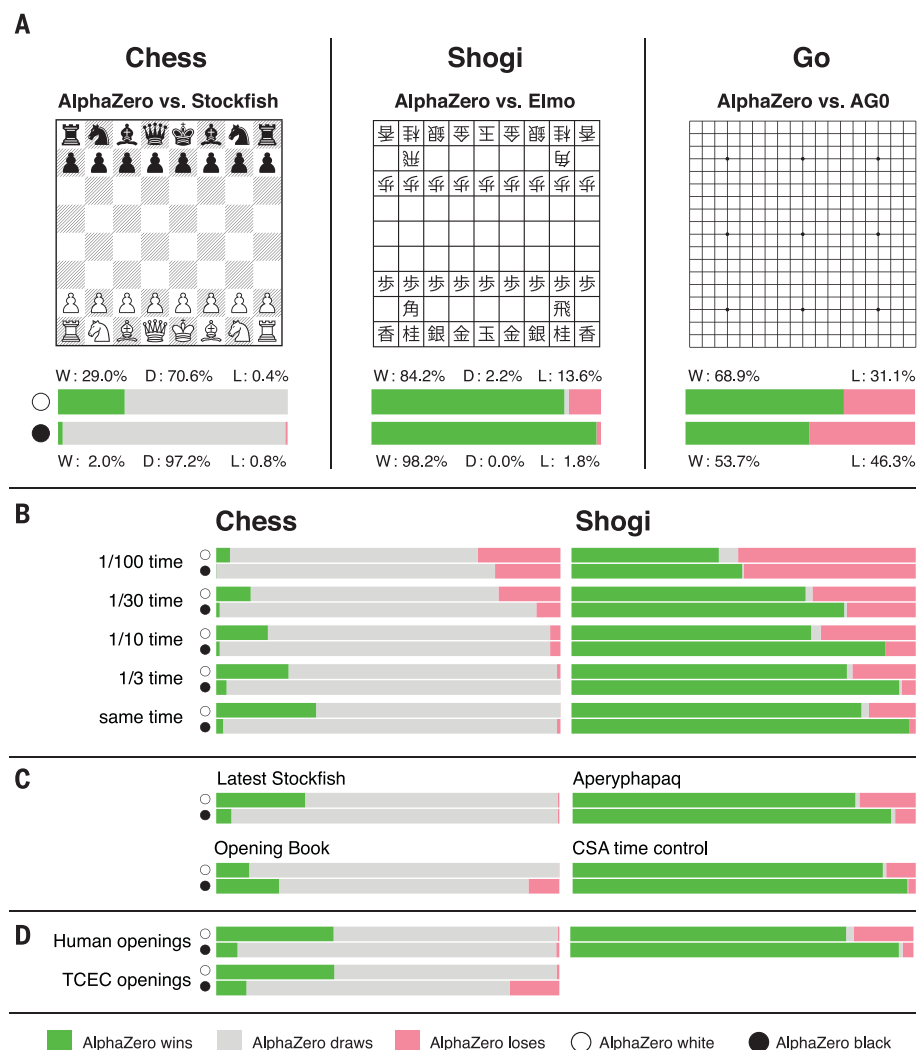 A
Chess
Shogi
Go
AlphaZero vs. Stockfish
AlphaZero vs. Elmo
AlphaZero vs. AG0
香 桂 銀 金 玉 金 銀 桂 香
飛 角
歩 歩 歩 歩 歩 歩 歩 歩 歩
歩 歩 歩 歩 歩 歩 歩 歩 歩
角 飛
香 桂 銀 金 玉 金 銀 桂 香
W: 29.0% D: 70.6% L: 0.4%
W: 84.2% D: 2.2% L: 13.6%
W: 68.9% L: 31.1%
W: 2.0% D: 97.2% L: 0.8%
W: 98.2% D: 0.0% L: 1.8%
W: 53.7% L: 46.3%
B
Chess
Shogi
1/100 time
1/30 time
1/10 time
1/3 time
same time
C
Latest Stockfish
Aperyphapaq
Opening Book
CSA time control
D
Human openings
TCEC openings
AlphaZero wins
AlphaZero draws
AlphaZero loses
AlphaZero white
AlphaZero black